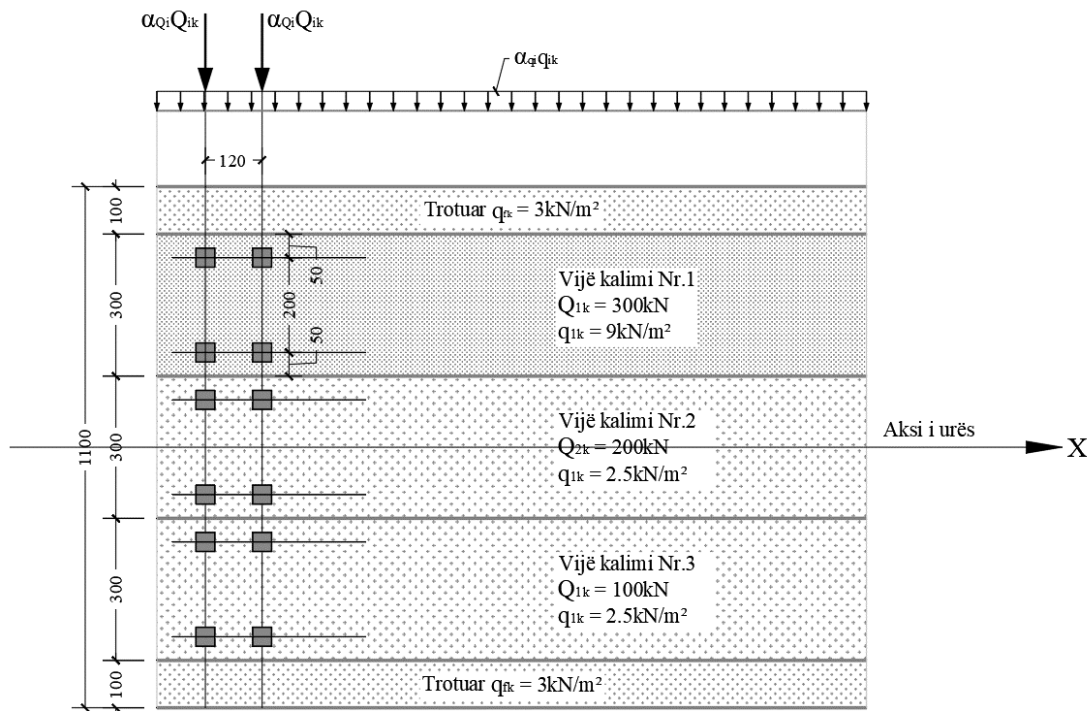 αQiQik αQiQik
αqiqik
120
Trotuar qfk = 3kN/m²
100
300
50
200
50
Vijë kalimi Nr.1
Q1k = 300kN
q1k = 9kN/m²
1100
300
Vijë kalimi Nr.2
Q2k = 200kN
q1k = 2.5kN/m²
Aksi i urës
X
300
Vijë kalimi Nr.3
Q1k = 100kN
q1k = 2.5kN/m²
100
Trotuar qfk = 3kN/m²